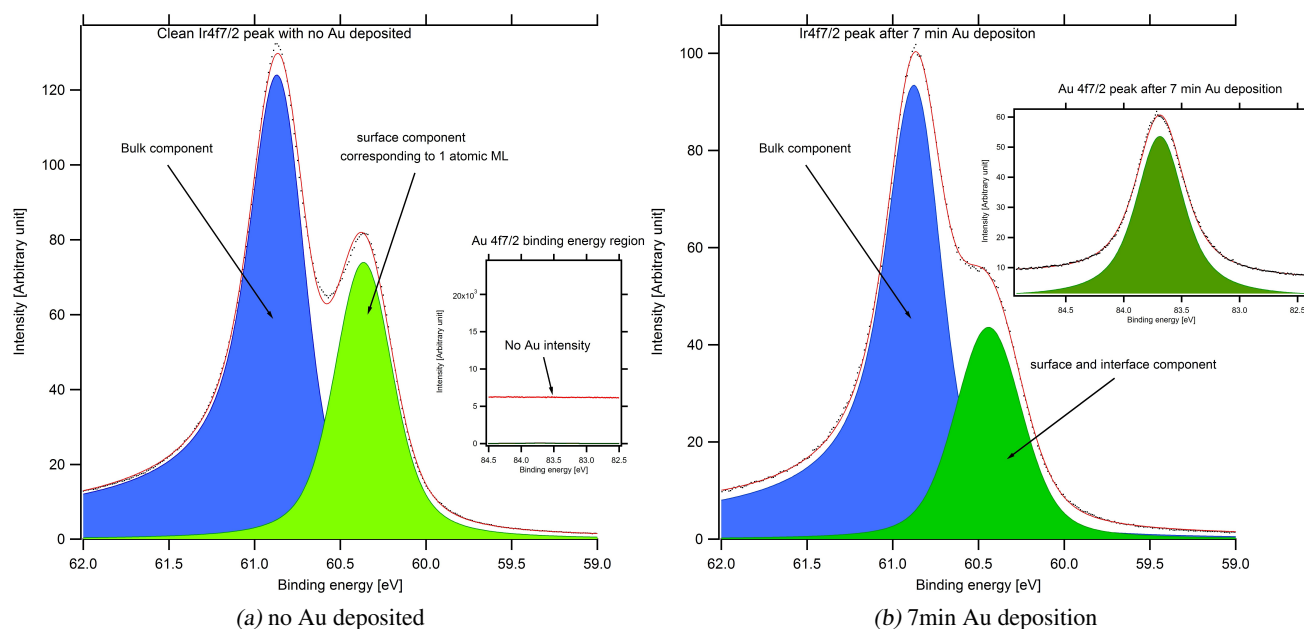 Clean Ir4f7/2 peak with no Au deposited
Intensity [Arbitrary unit]
120
100
80
60
40
20
0
Bulk component
surface component
corresponding to 1 atomic ML
Au 4f7/2 binding energy region
Intensity [Arbitrary unit]
20x10³
15
10
5
0
No Au intensity
84.5 84.0 83.5 83.0 82.5
Binding energy [eV]
62.0 61.5 61.0 60.5 60.0 59.5 59.0
Binding energy [eV]
(a) no Au deposited
Ir4f7/2 peak after 7 min Au depositon
Intensity [Arbitrary unit]
100
80
60
40
20
0
Bulk component
Au 4f7/2 peak after 7 min Au deposition
Intensity [Arbitrary unit]
60
50
40
30
20
10
84.5 84.0 83.5 83.0 82.5
Binding energy [eV]
surface and interface component
62.0 61.5 61.0 60.5 60.0 59.5 59.0
Binding energy [eV]
(b) 7min Au deposition